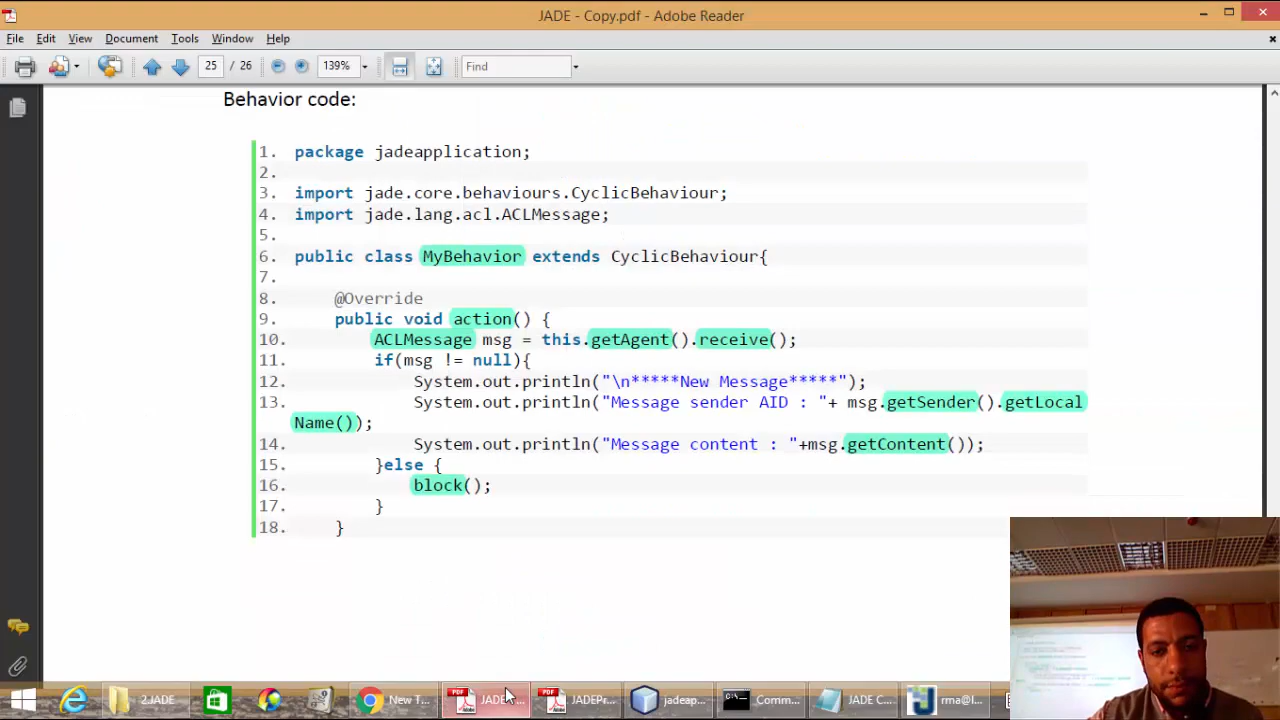 JADE - Copy.pdf - Adobe Reader
File Edit View Document Tools Window Help
25 / 26 139% Find
Behavior code:
1. package jadeapplication;
2.
3. import jade.core.behaviours.CyclicBehaviour;
4. import jade.lang.acl.ACLMessage;
5.
6. public class MyBehavior extends CyclicBehaviour{
7.
8. @Override
9. public void action() {
10. ACLMessage msg = this.getAgent().receive();
11. if(msg != null){
12. System.out.println("\n*****New Message*****");
13. System.out.println("Message sender AID : "+ msg.getSender().getLocal
Name());
14. System.out.println("Message content : "+msg.getContent());
15. }else {
16. block();
17. }
18. }
2.JADE New T... JADE ... JADEPr... jadeap... Comm... JADE C... rma@l...